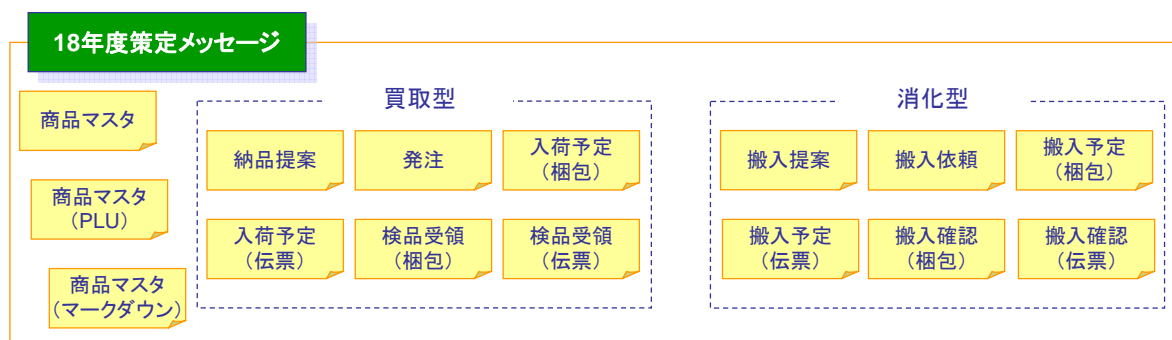 18年度策定メッセージ
商品マスタ
商品マスタ
（PLU）
商品マスタ
（マークダウン）
買取型
納品提案
発注
入荷予定
（梱包）
入荷予定
（伝票）
検品受領
（梱包）
検品受領
（伝票）
消化型
搬入提案
搬入依頼
搬入予定
（梱包）
搬入予定
（伝票）
搬入確認
（梱包）
搬入確認
（伝票）